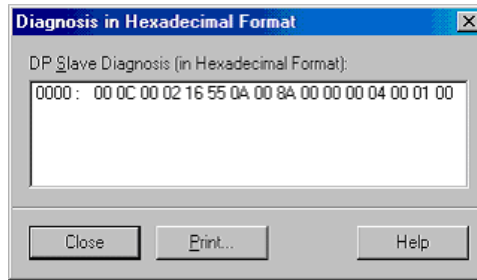 Diagnosis in Hexadecimal Format
DP Slave Diagnosis (in Hexadecimal Format):
0000 : 00 0C 00 02 16 55 0A 00 8A 00 00 00 04 00 01 00
Close Print... Help